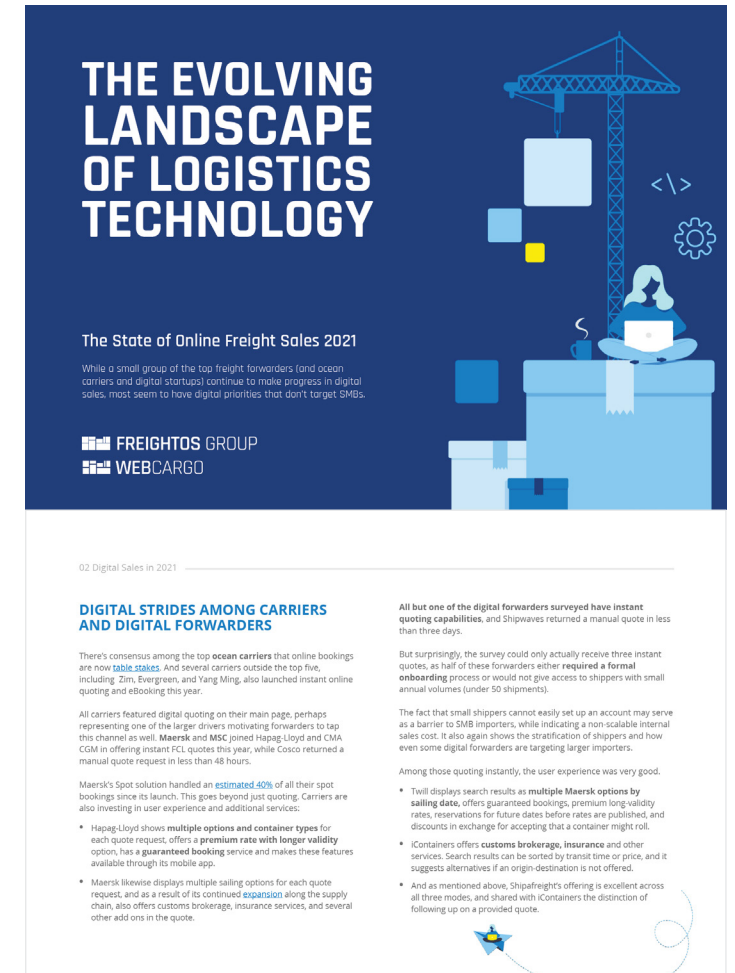 THE EVOLVING
LANDSCAPE
OF LOGISTICS
TECHNOLOGY
<\>
The State of Online Freight Sales 2021
While a small group of the top freight forwarders (and ocean
carriers and digital startups) continue to make progress in digital
sales, most seem to have digital priorities that don't target SMBs.
FREIGHTOS GROUP
WEBCARGO
02 Digital Sales in 2021
DIGITAL STRIDES AMONG CARRIERS
AND DIGITAL FORWARDERS
There's consensus among the top ocean carriers that online bookings
are now table stakes. And several carriers outside the top five,
including Zim, Evergreen, and Yang Ming, also launched instant online
quoting and eBooking this year.
All carriers featured digital quoting on their main page, perhaps
representing one of the larger drivers motivating forwarders to tap
this channel as well. Maersk and MSC joined Hapag-Lloyd and CMA
CGM in offering instant FCL quotes this year, while Cosco returned a
manual quote request in less than 48 hours.
Maersk's Spot solution handled an estimated 40% of all their spot
bookings since its launch. This goes beyond just quoting. Carriers are
also investing in user experience and additional services:
• Hapag-Lloyd shows multiple options and container types for
each quote request, offers a premium rate with longer validity
option, has a guaranteed booking service and makes these features
available through its mobile app.
• Maersk likewise displays multiple sailing options for each quote
request, and as a result of its continued expansion along the supply
chain, also offers customs brokerage, insurance services, and several
other add ons in the quote.
All but one of the digital forwarders surveyed have instant
quoting capabilities, and Shipwaves returned a manual quote in less
than three days.
But surprisingly, the survey could only actually receive three instant
quotes, as half of these forwarders either required a formal
onboarding process or would not give access to shippers with small
annual volumes (under 50 shipments).
The fact that small shippers cannot easily set up an account may serve
as a barrier to SMB importers, while indicating a non-scalable internal
sales cost. It also again shows the stratification of shippers and how
even some digital forwarders are targeting larger importers.
Among those quoting instantly, the user experience was very good.
• Twill displays search results as multiple Maersk options by
sailing date, offers guaranteed bookings, premium long-validity
rates, reservations for future dates before rates are published, and
discounts in exchange for accepting that a container might roll.
• iContainers offers customs brokerage, insurance and other
services. Search results can be sorted by transit time or price, and it
suggests alternatives if an origin-destination is not offered.
• And as mentioned above, Shipafreight's offering is excellent across
all three modes, and shared with iContainers the distinction of
following up on a provided quote.